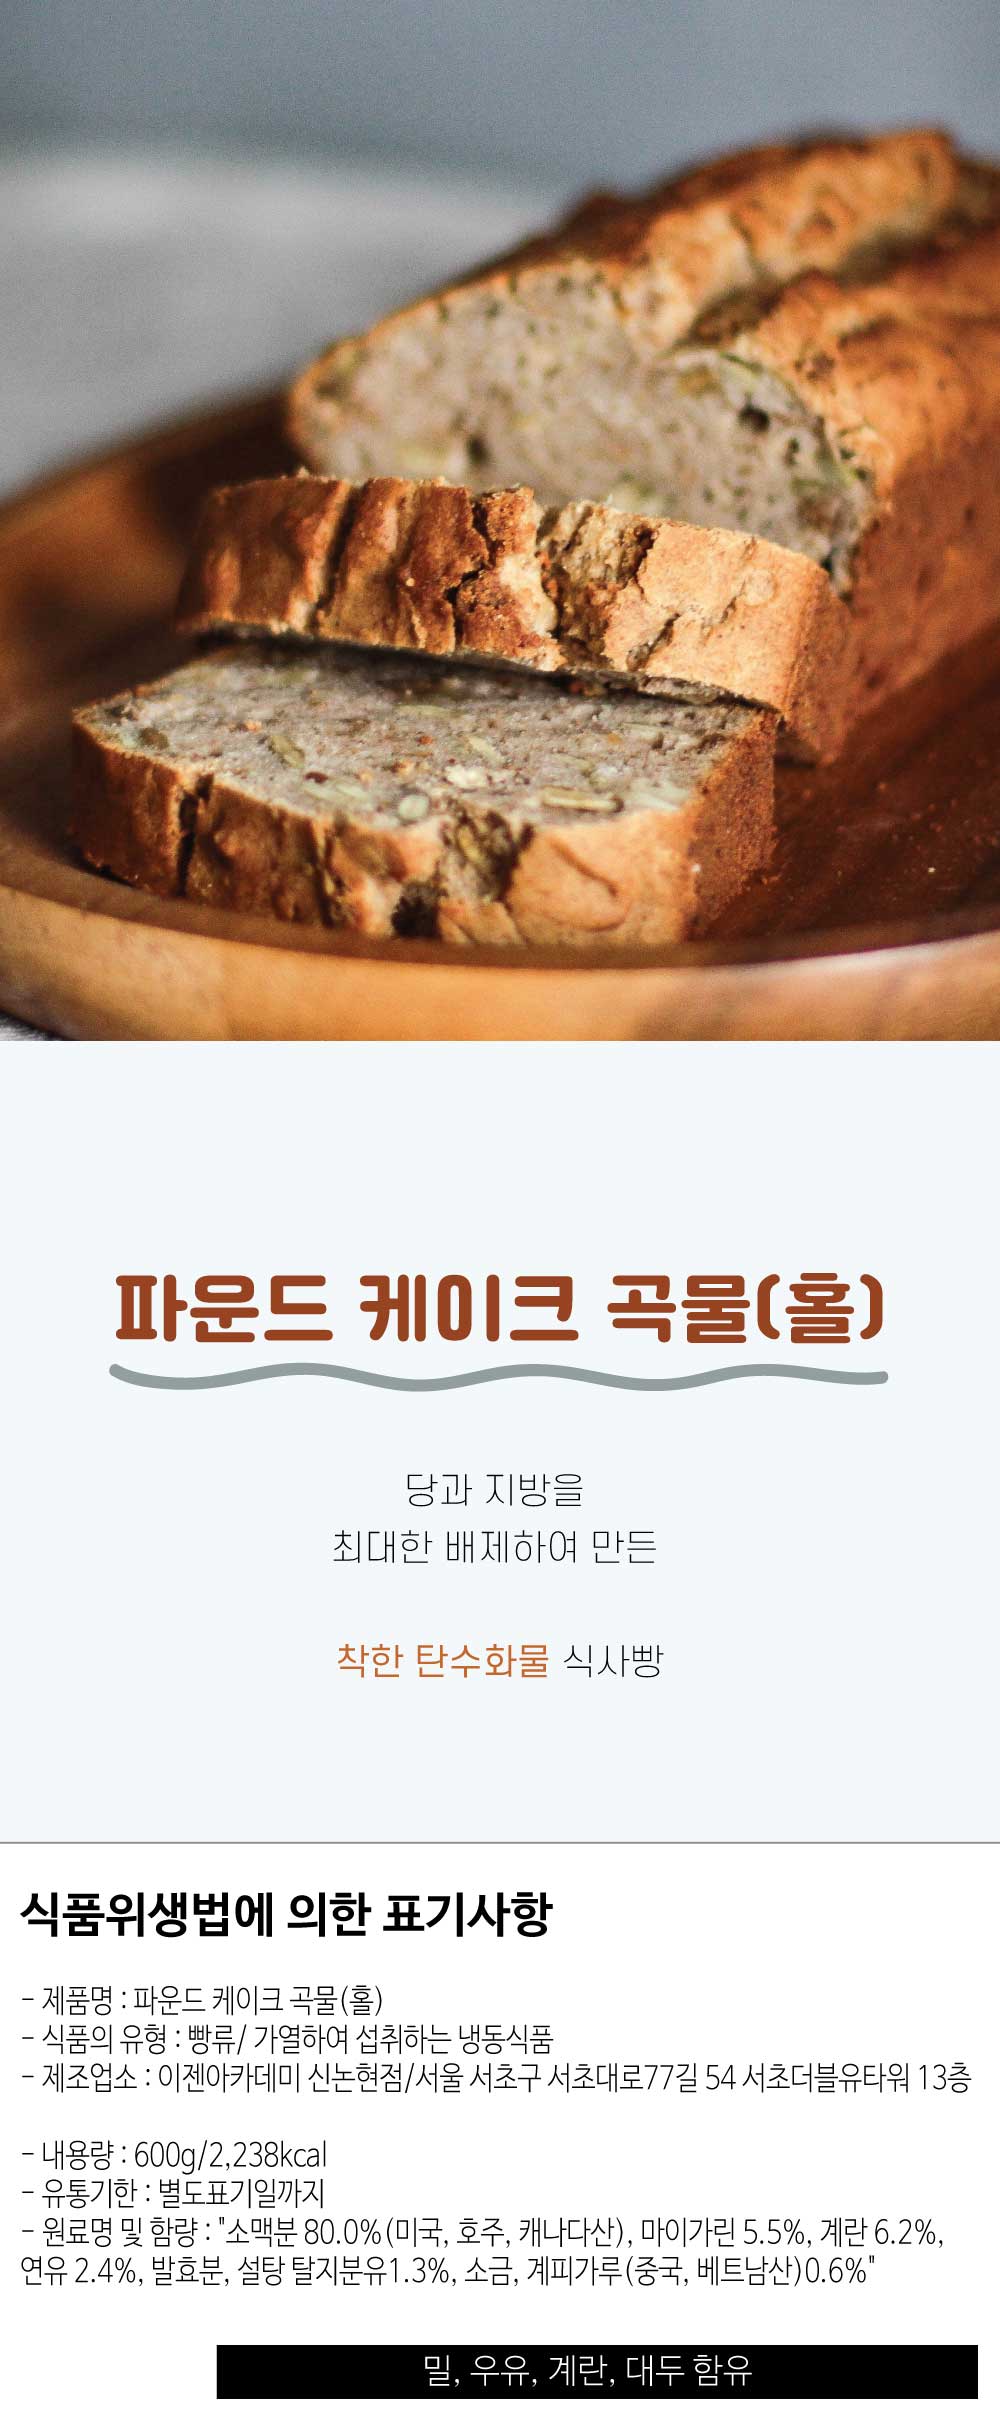 파운드 케이크 곡물(홀)
당과 지방을
최대한 배제하여 만든
착한 탄수화물 식사빵
식품위생법에 의한 표기사항
- 제품명 : 파운드 케이크 곡물(홀)
- 식품의 유형 : 빵류/ 가열하여 섭취하는 냉동식품
- 제조업소 : 이젠아카데미 신논현점/서울 서초구 서초대로77길 54 서초더블유타워 13층
- 내용량 : 600g/2,238kcal
- 유통기한 : 별도표기일까지
- 원료명 및 함량 : "소맥분 80.0%(미국, 호주, 캐나다산), 마이가린 5.5%, 계란 6.2%,
연유 2.4%, 발효분, 설탕 탈지분유1.3%, 소금, 계피가루(중국, 베트남산)0.6%"
밀, 우유, 계란, 대두 함유